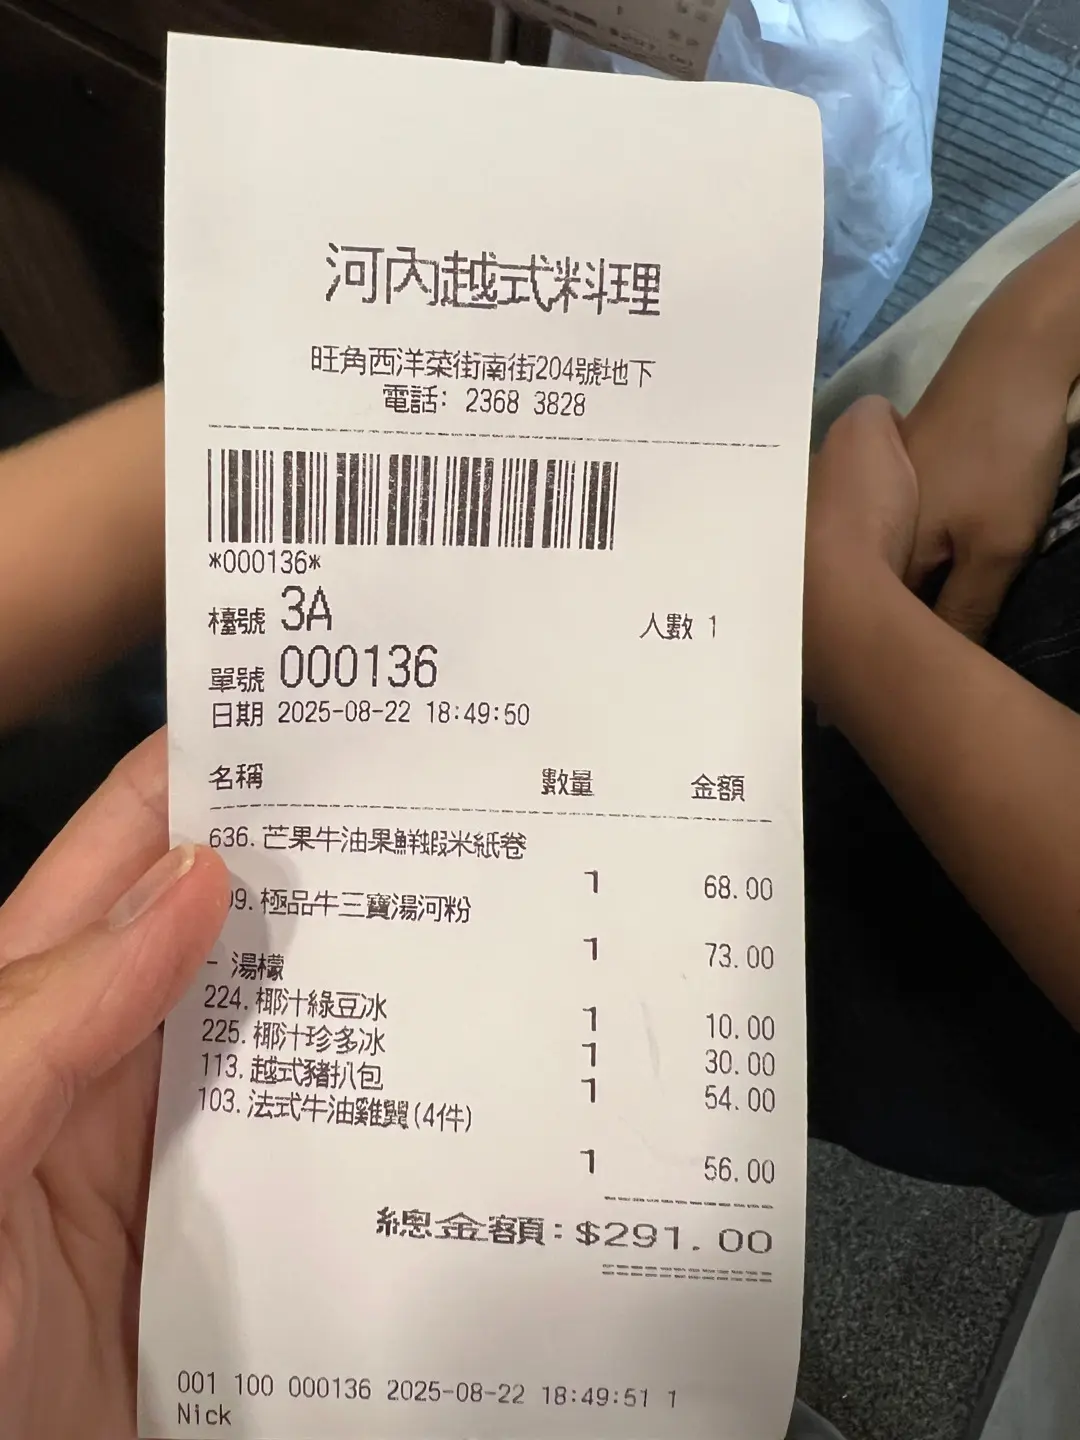 河內越式料理
旺角西洋菜街南街204號地下
電話: 2368 3828
*000136*
檯號 3A 人數 1
單號 000136
日期 2025-08-22 18:49:50
名稱 數量 金額
636. 芒果牛油果鮮蝦米紙卷
1 68.00
09. 極品牛三寶湯河粉
1 73.00
- 湯檬
224. 椰汁綠豆冰 1 10.00
225. 椰汁珍多冰 1 30.00
113. 越式豬扒包 1 54.00
103. 法式牛油雞翼(4件)
1 56.00
總金額: $291.00
001 100 000136 2025-08-22 18:49:51 1
Nick